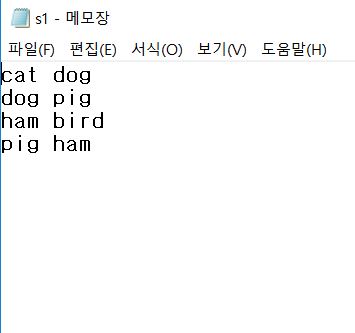 s1 - 메모장
파일(F) 편집(E) 서식(O) 보기(V) 도움말(H)
cat dog
dog pig
ham bird
pig ham